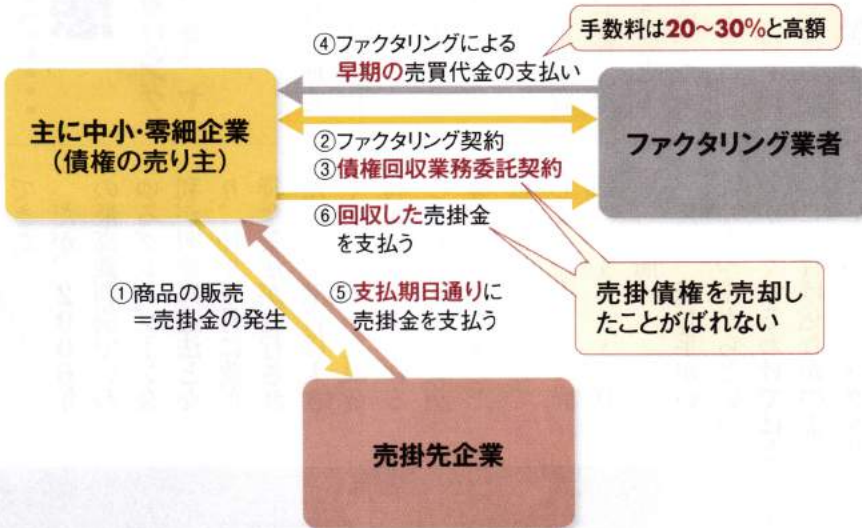 ④ファクタリングによる
早期の売買代金の支払い
手数料は20〜30%と高額
主に中小・零細企業
（債権の売り主）
②ファクタリング契約
③債権回収業務委託契約
ファクタリング業者
⑥回収した売掛金
を支払う
①商品の販売
＝売掛金の発生
⑤支払期日通りに
売掛金を支払う
売掛債権を売却し
たことがばれない
売掛先企業